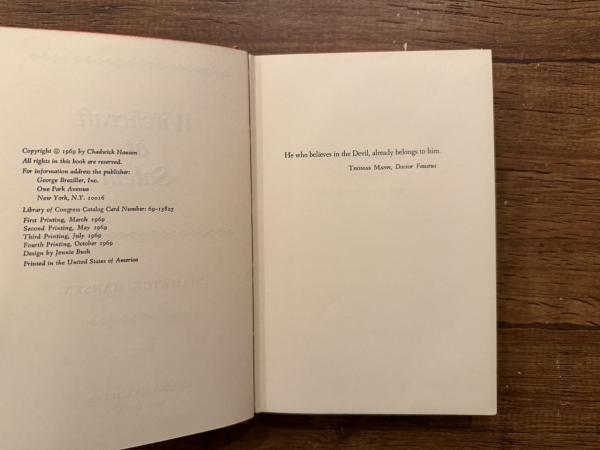 Copyright © 1969 by Chadwick Hansen
All rights in this book are reserved.
For information address the publisher:
George Braziller, Inc.
One Park Avenue
New York, N.Y. 10016
Library of Congress Catalog Card Number: 69-15827
First Printing, March 1969
Second Printing, May 1969
Third Printing, July 1969
Fourth Printing, October 1969
Design by Jennie Bush
Printed in the United States of America
He who believes in the Devil, already belongs to him.
Thomas Mann, Doctor Faustus